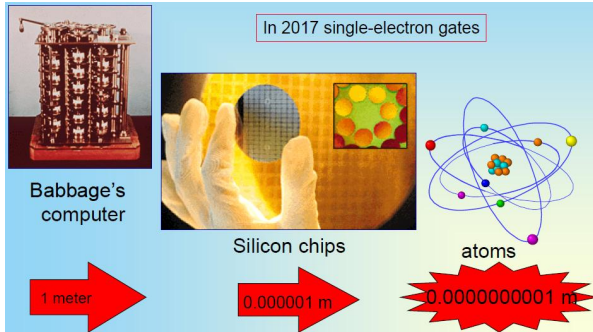 In 2017 single-electron gates
Babbage's
computer
Silicon chips
atoms
1 meter
0.000001 m
0.0000000001 m